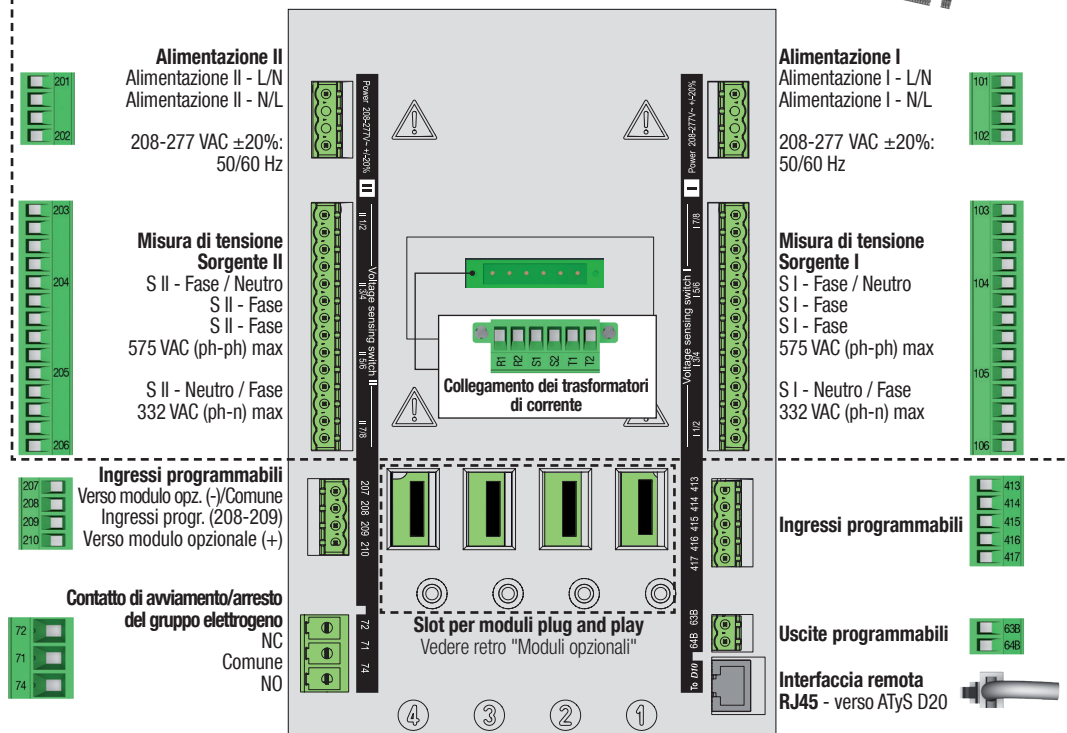 Alimentazione II
Alimentazione II - L/N
Alimentazione II - N/L
208-277 VAC ±20%:
50/60 Hz
201
202
Power 208-277V~ +/-20%
II
Alimentazione I
Alimentazione I - L/N
Alimentazione I - N/L
208-277 VAC ±20%:
50/60 Hz
101
102
Power 208-277V~ +/-20%
I
203
204
205
206
Misura di tensione
Sorgente II
S II - Fase / Neutro
S II - Fase
S II - Fase
575 VAC (ph-ph) max
S II - Neutro / Fase
332 VAC (ph-n) max
II 1/2
II 3/4
II 5/6
II 7/8
Voltage sensing switch II
R1 R2 S1 S2 T1 T2
Collegamento dei trasformatori
di corrente
I 7/8
I 5/6
I 3/4
I 1/2
Voltage sensing switch I
Misura di tensione
Sorgente I
S I - Fase / Neutro
S I - Fase
S I - Fase
575 VAC (ph-ph) max
S I - Neutro / Fase
332 VAC (ph-n) max
103
104
105
106
207
208
209
210
Ingressi programmabili
Verso modulo opz. (-)/Comune
Ingressi progr. (208-209)
Verso modulo opzionale (+)
207 208 209 210
417 416 415 414 413
Ingressi programmabili
413
414
415
416
417
72
71
74
Contatto di avviamento/arresto
del gruppo elettrogeno
NC
Comune
NO
72 71 74
Slot per moduli plug and play
Vedere retro "Moduli opzionali"
4 3 2 1
64B 63B
To D10
Uscite programmabili
63B
64B
Interfaccia remota
RJ45 - verso ATyS D20